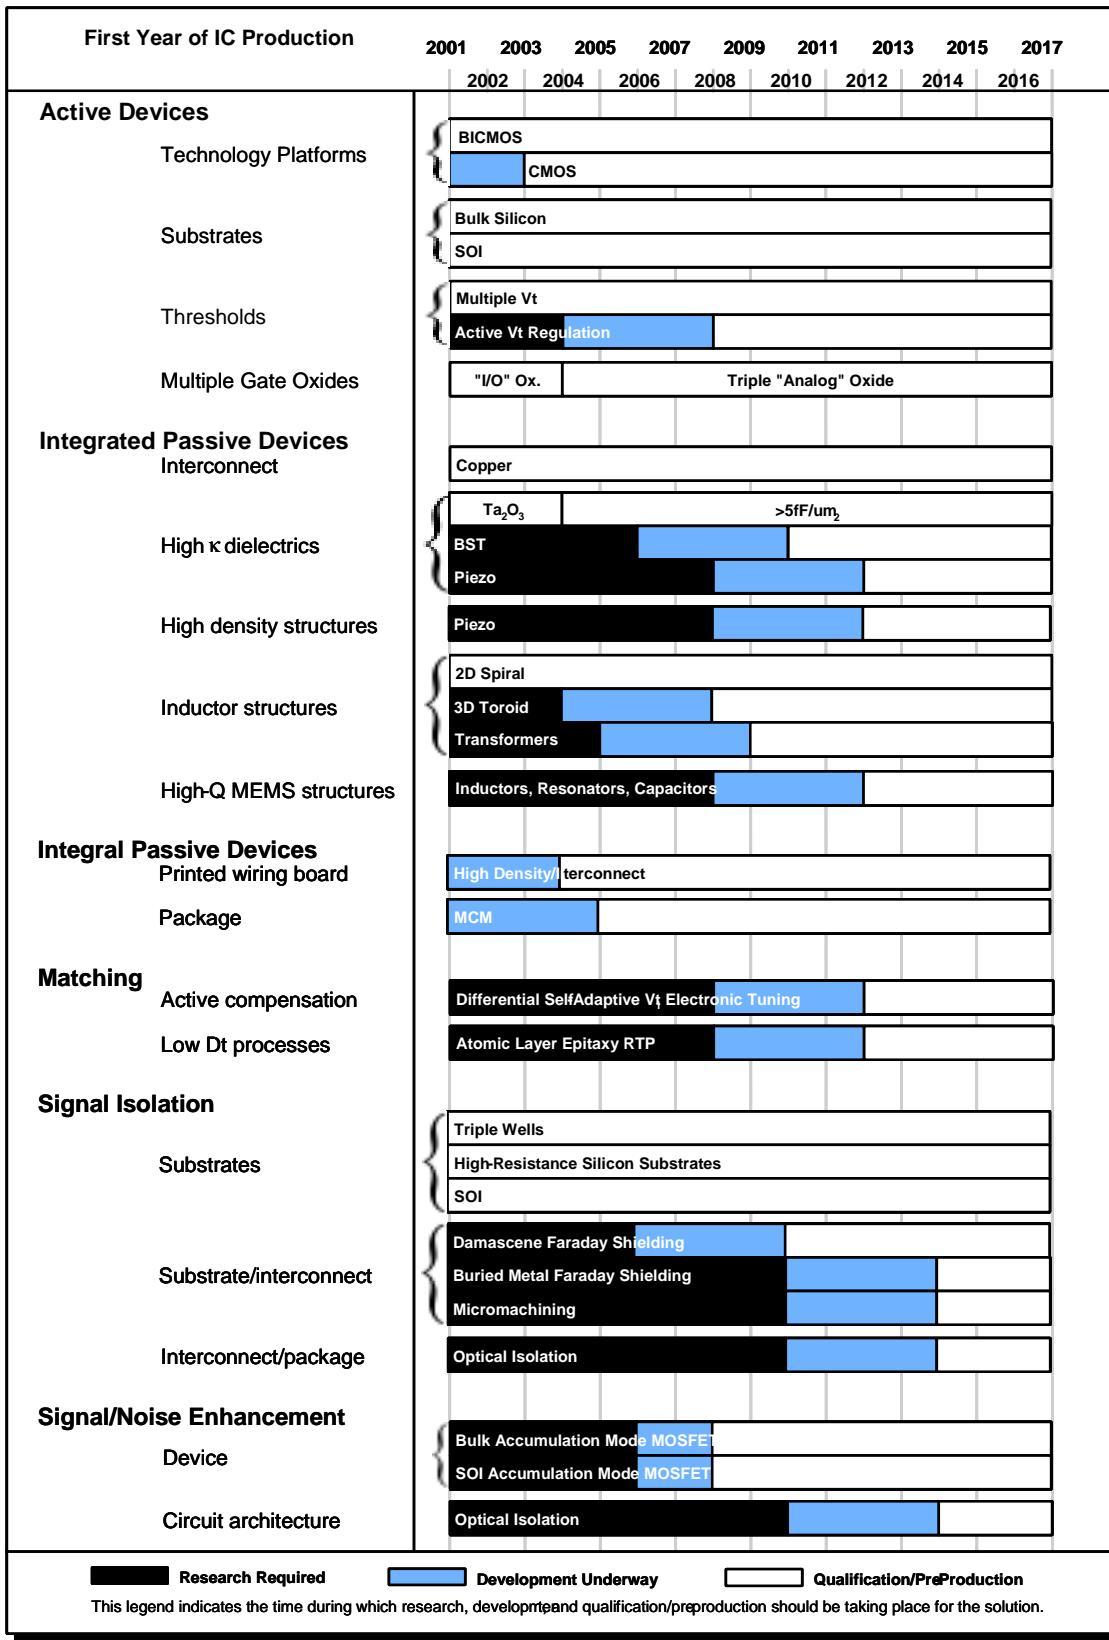 First Year of IC Production
2001 2003 2005 2007 2009 2011 2013 2015 2017
2002 2004 2006 2008 2010 2012 2014 2016
Active Devices
Technology Platforms
BICMOS
CMOS
Substrates
Bulk Silicon
SOI
Thresholds
Multiple Vt
Active Vt Regulation
Multiple Gate Oxides
"I/O" Ox. Triple "Analog" Oxide
Integrated Passive Devices
Interconnect
Copper
High κ dielectrics
Ta₂O₃ >5fF/um₂
BST
Piezo
High density structures
Piezo
Inductor structures
2D Spiral
3D Toroid
Transformers
High-Q MEMS structures
Inductors, Resonators, Capacitors
Integral Passive Devices
Printed wiring board
High Density/Interconnect
Package
MCM
Matching
Active compensation
Differential Self-Adaptive Vt Electronic Tuning
Low Dt processes
Atomic Layer Epitaxy RTP
Signal Isolation
Substrates
Triple Wells
High-Resistance Silicon Substrates
SOI
Substrate/interconnect
Damascene Faraday Shielding
Buried Metal Faraday Shielding
Micromachining
Interconnect/package
Optical Isolation
Signal/Noise Enhancement
Device
Bulk Accumulation Mode MOSFET
SOI Accumulation Mode MOSFET
Circuit architecture
Optical Isolation
Research Required Development Underway Qualification/Pre-Production
This legend indicates the time during which research, development, and qualification/pre-production should be taking place for the solution.